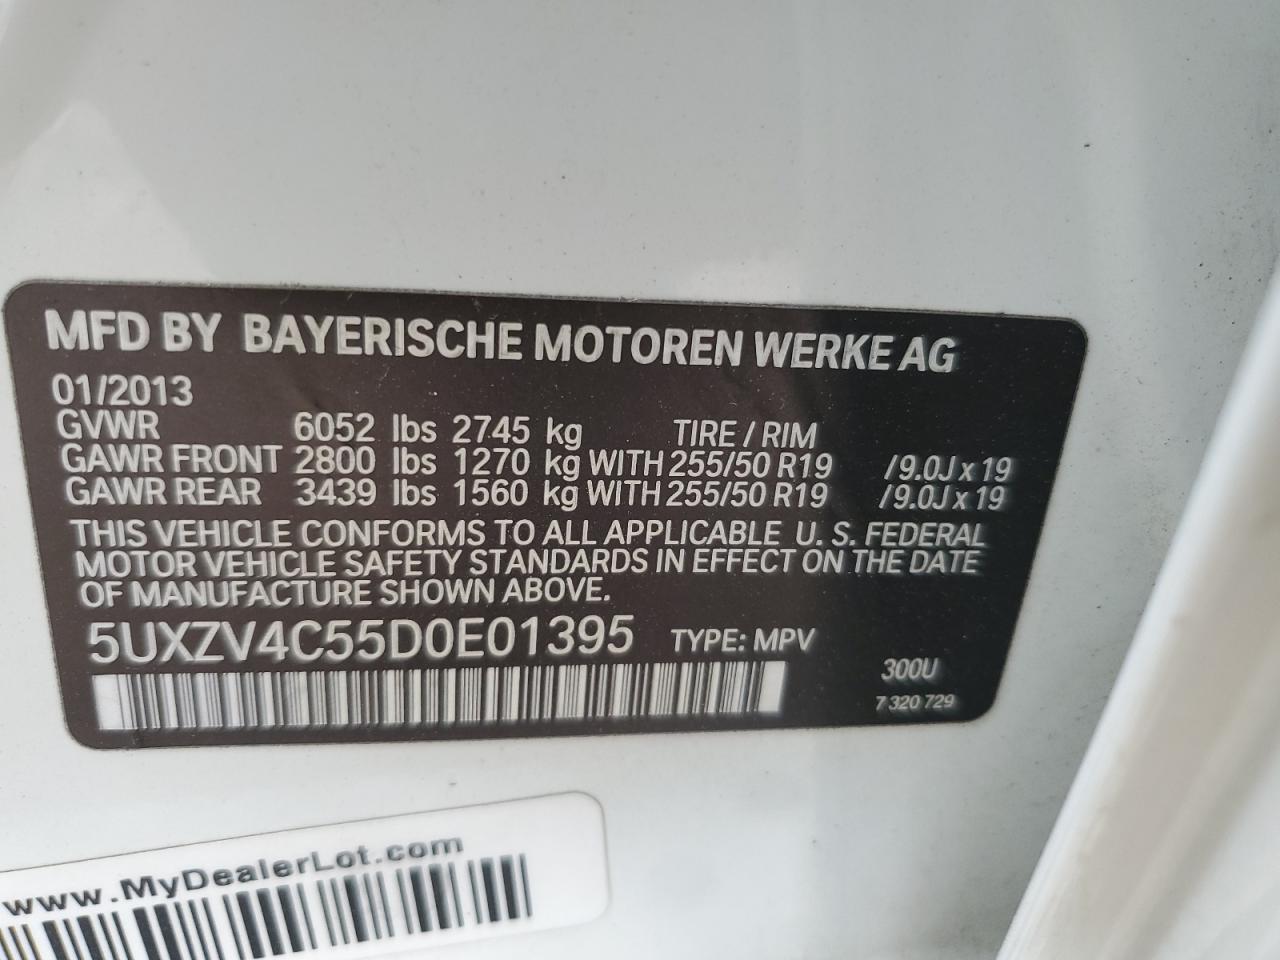 MFD BY BAYERISCHE MOTOREN WERKE AG
01/2013
GVWR 6052 lbs 2745 kg TIRE / RIM
GAWR FRONT 2800 lbs 1270 kg WITH 255/50 R19 /9.0J x 19
GAWR REAR 3439 lbs 1560 kg WITH 255/50 R19 /9.0J x 19
THIS VEHICLE CONFORMS TO ALL APPLICABLE U. S. FEDERAL
MOTOR VEHICLE SAFETY STANDARDS IN EFFECT ON THE DATE
OF MANUFACTURE SHOWN ABOVE.
5UXZV4C55D0E01395 TYPE: MPV
300U
7 320 729
www.MyDealerLot.com